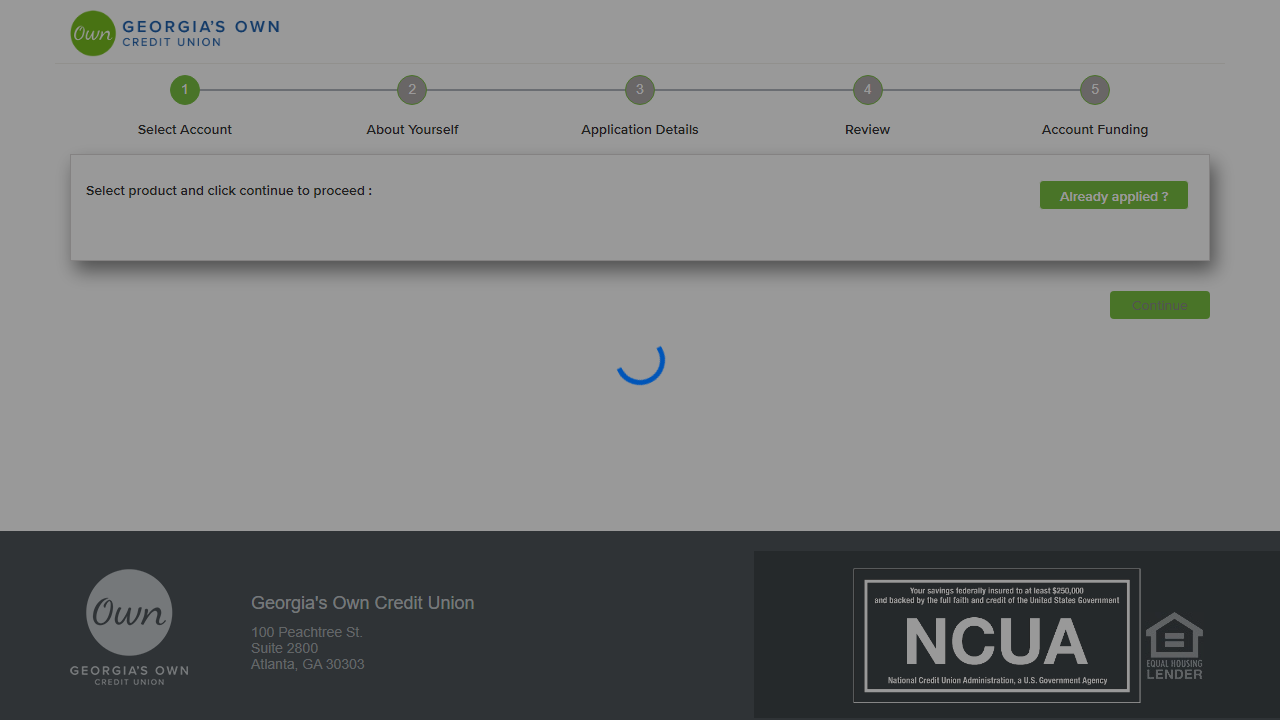 Own
GEORGIA'S OWN
CREDIT UNION
1
2
3
4
5
Select Account
About Yourself
Application Details
Review
Account Funding
Select product and click continue to proceed :
Already applied ?
Continue
Own
GEORGIA'S OWN
CREDIT UNION
Georgia's Own Credit Union
100 Peachtree St.
Suite 2800
Atlanta, GA 30303
Your savings federally insured to at least $250,000
and backed by the full faith and credit of the United States Government
NCUA
National Credit Union Administration, a U.S. Government Agency
EQUAL HOUSING
LENDER